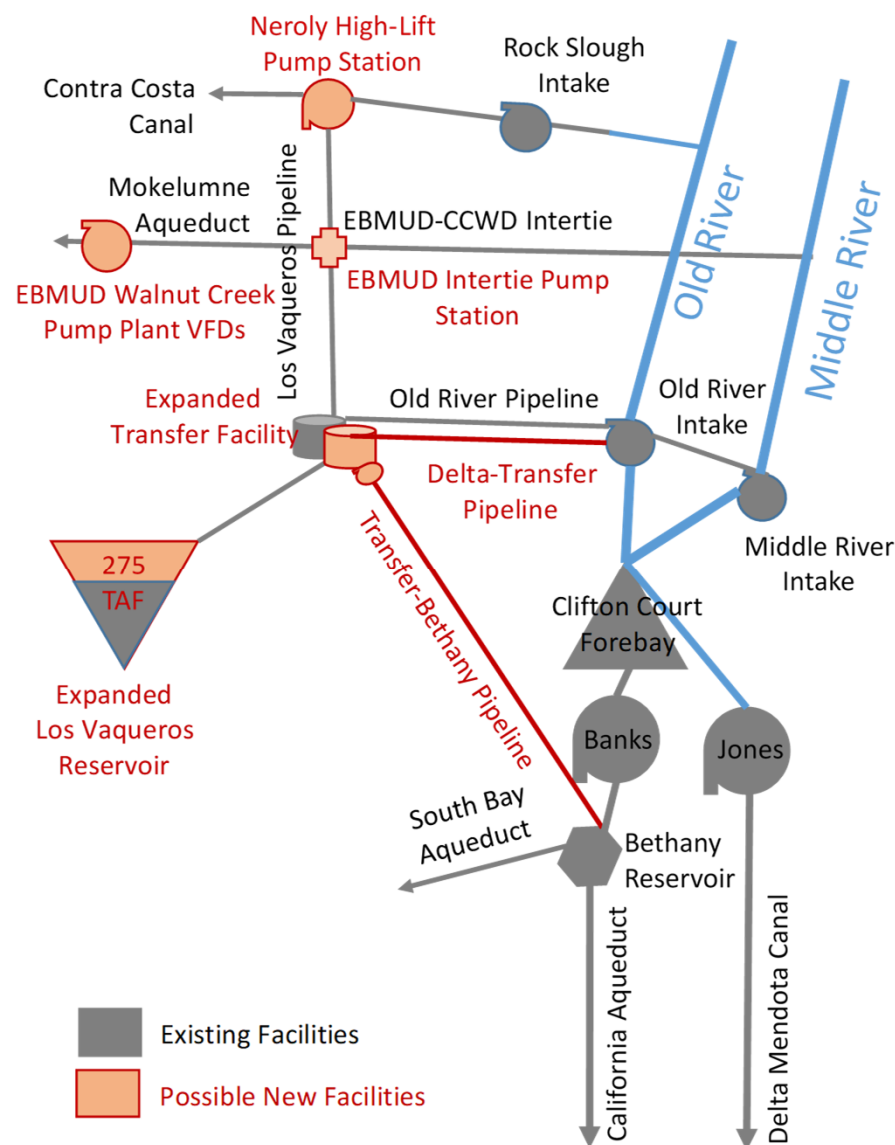 Neroly High-Lift
Pump Station
Rock Slough
Intake
Contra Costa
Canal
Los Vaqueros Pipeline
Mokelumne
Aqueduct
EBMUD-CCWD Intertie
Old River
Middle River
EBMUD Walnut Creek
Pump Plant VFDs
EBMUD Intertie Pump
Station
Expanded
Transfer Facility
Old River Pipeline
Old River
Intake
Delta-Transfer
Pipeline
Middle River
Intake
275
TAF
Expanded
Los Vaqueros
Reservoir
Transfer-Bethany Pipeline
Clifton Court
Forebay
Banks
Jones
South Bay
Aqueduct
Bethany
Reservoir
California Aqueduct
Delta Mendota Canal
Existing Facilities
Possible New Facilities